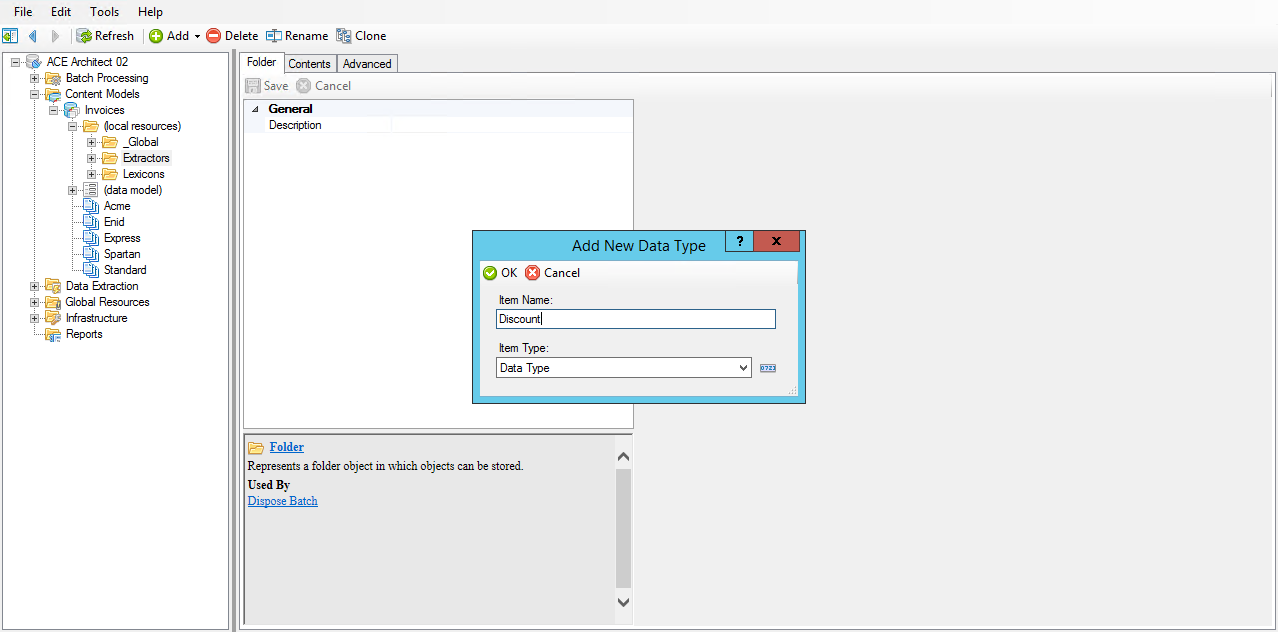 File Edit Tools Help
Refresh Add Delete Rename Clone
ACE Architect 02
Batch Processing
Content Models
Invoices
(local resources)
_Global
Extractors
Lexicons
(data model)
Acme
Enid
Express
Spartan
Standard
Data Extraction
Global Resources
Infrastructure
Reports
Folder Contents Advanced
Save Cancel
General
Description
Add New Data Type ? x
OK Cancel
Item Name:
Discount
Item Type:
Data Type 0723
Folder
Represents a folder object in which objects can be stored.
Used By
Dispose Batch